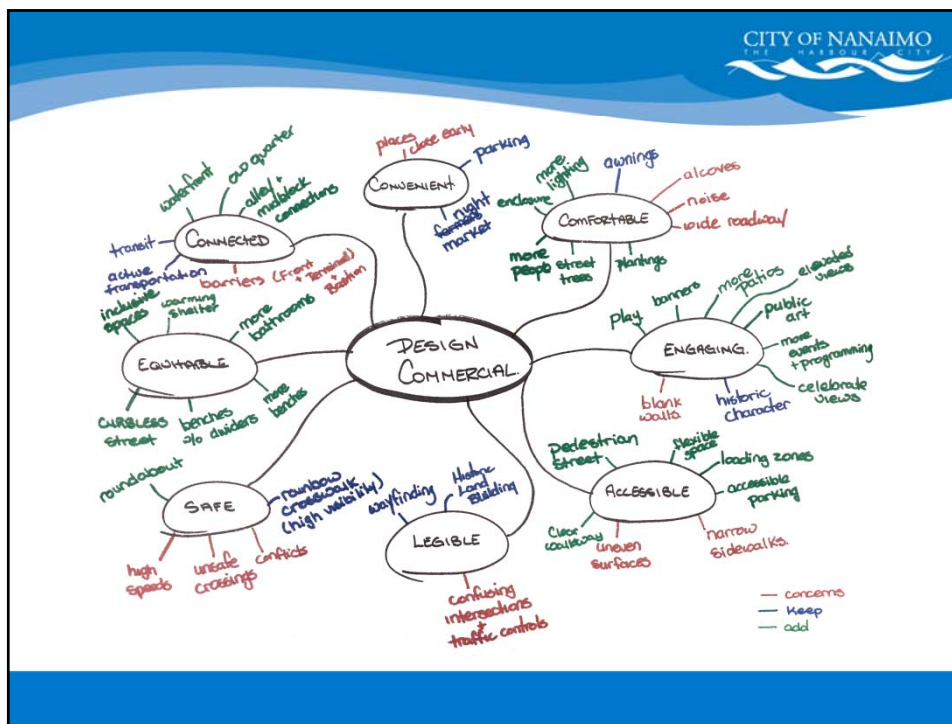 CITY OF NANAIMO
THE HARBOUR CITY
DESIGN
COMMERCIAL.
CONNECTED
waterfront
OLD QUARTER
alley +
midblock
connections
transit
active
transportation
barriers (Front
+ Terminal)
+
Bastion
CONVENIENT
places
close early
parking
night
farmers
market
COMFORTABLE
more
lighting
enclosure
awnings
alcoves
noise
wide roadway
more
people
street
trees
plantings
ENGAGING.
play
banners
more
patios
elevated
views
public
art
more
events
+programming
celebrate
views
historic
character
blank
walls.
ACCESSIBLE
pedestrian
street
flexible
space
loading zones
accessible
parking
narrow
sidewalks.
uneven
surfaces
clear
walkway
LEGIBLE
wayfinding
Historic
Land
Building
confusing
intersections
+
traffic controls
SAFE
roundabout
rainbow
crosswalk
(high visibility)
high
speeds
unsafe
crossings
conflicts
EQUITABLE
inclusive
spaces
warming
shelter
more
bathrooms
curbless
street
benches
w/o dividers
more
benches
concerns
keep
add